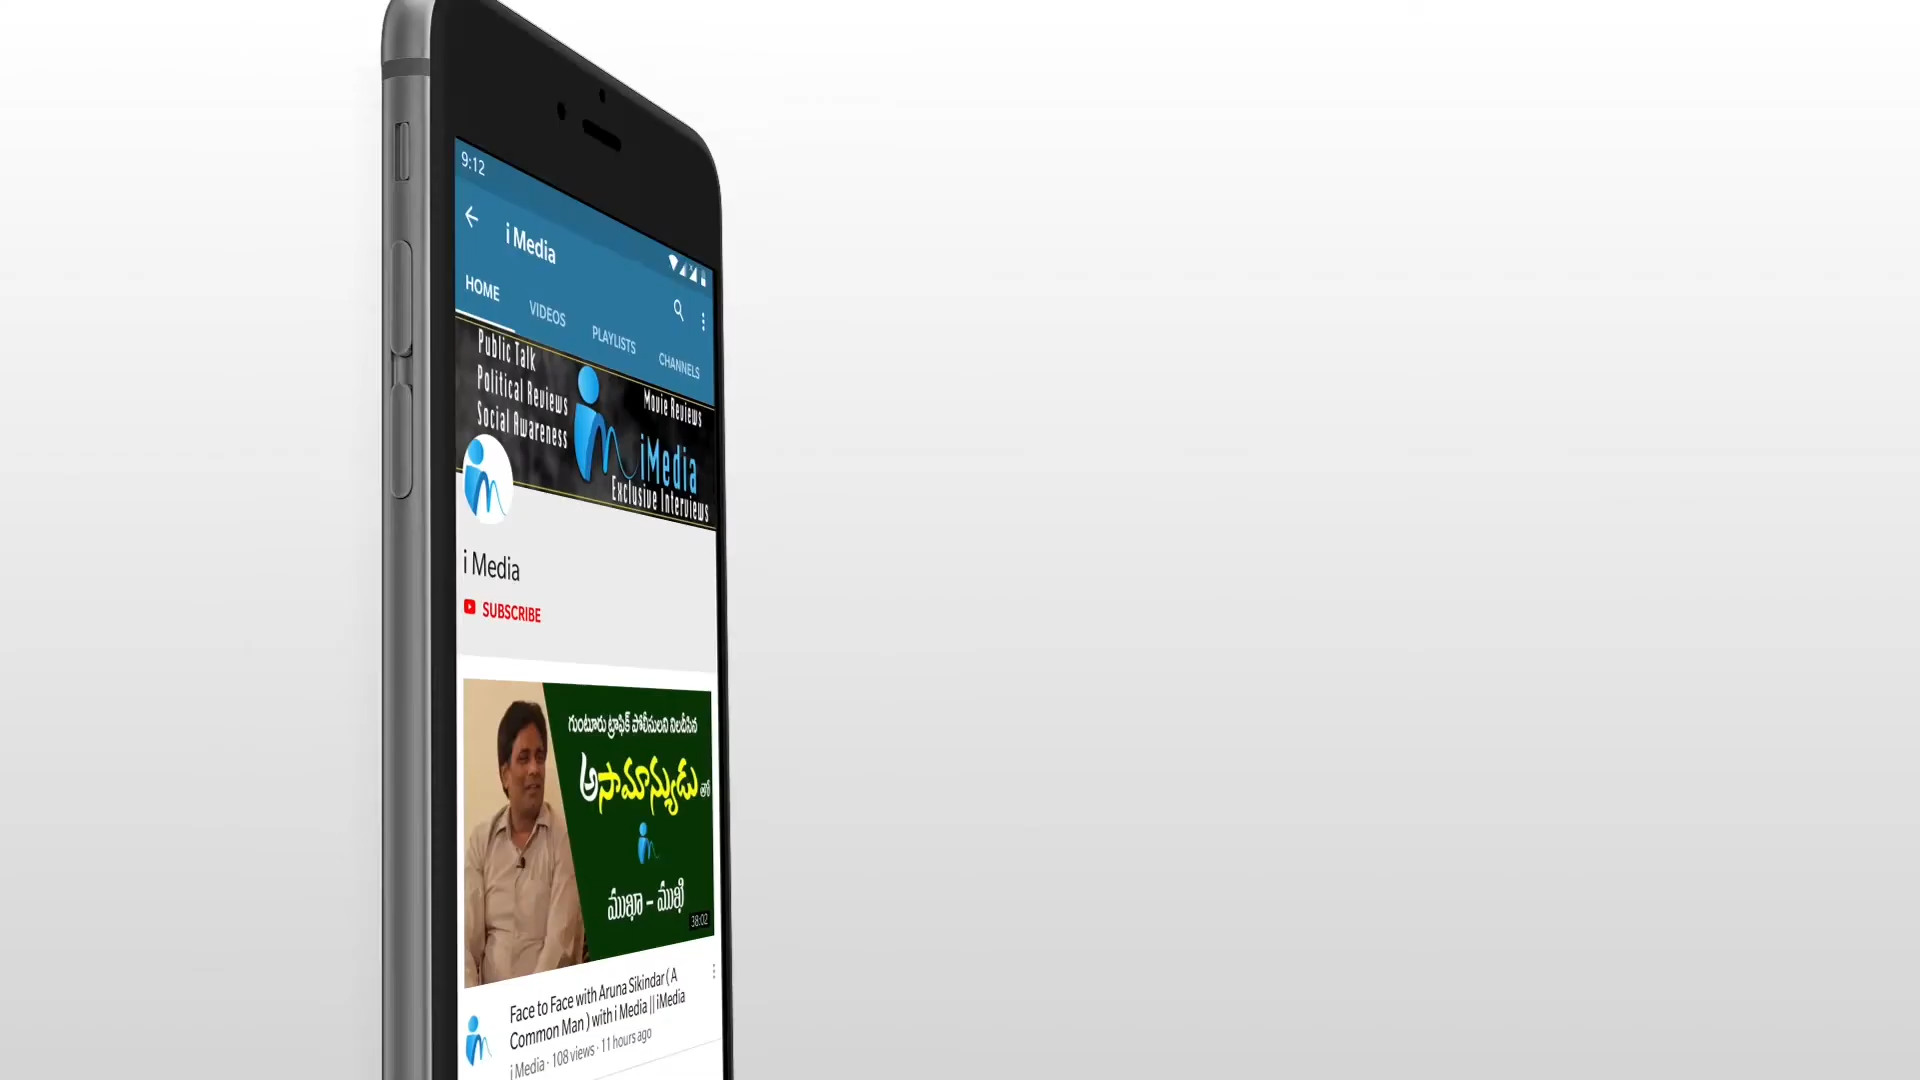 9:12
i Media
HOME
VIDEOS
PLAYLISTS
CHANNELS
Public Talk
Political Reviews
Social Awareness
Movie Reviews
iMedia
Exclusive Interviews
i Media
SUBSCRIBE
గుంటూరు ట్రాఫిక్ పోలీసులని నిలదీసిన
అసామాన్యుడు తో
ముఖా - ముఖి
38:02
Face to Face with Aruna Sikindar ( A
Common Man ) with i Media || iMedia
i Media · 108 views · 11 hours ago